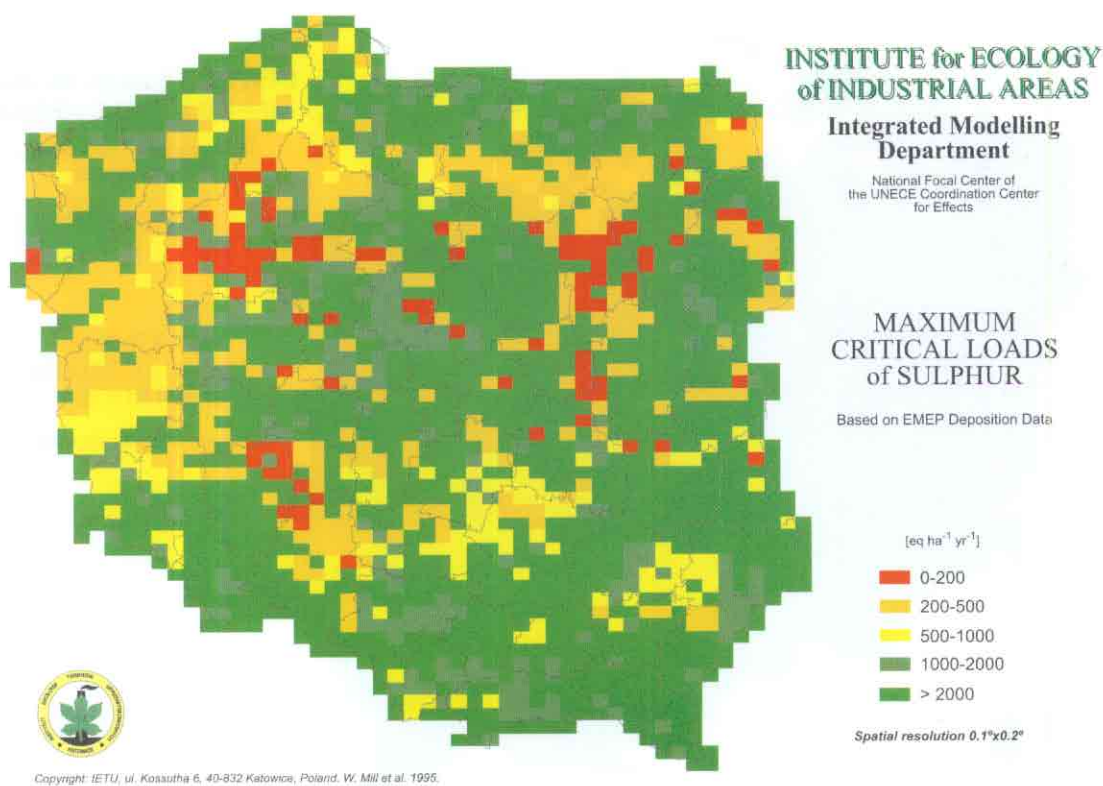 INSTITUTE for ECOLOGY
of INDUSTRIAL AREAS
Integrated Modelling
Department
National Focal Center of
the UNECE Coordination Center
for Effects
MAXIMUM
CRITICAL LOADS
of SULPHUR
Based on EMEP Deposition Data
[eq ha⁻¹ yr⁻¹]
0-200
200-500
500-1000
1000-2000
> 2000
Spatial resolution 0.1ºx0.2º
Copyright: IETU, ul. Kossutha 6, 40-832 Katowice, Poland. W. Mill et al. 1995.